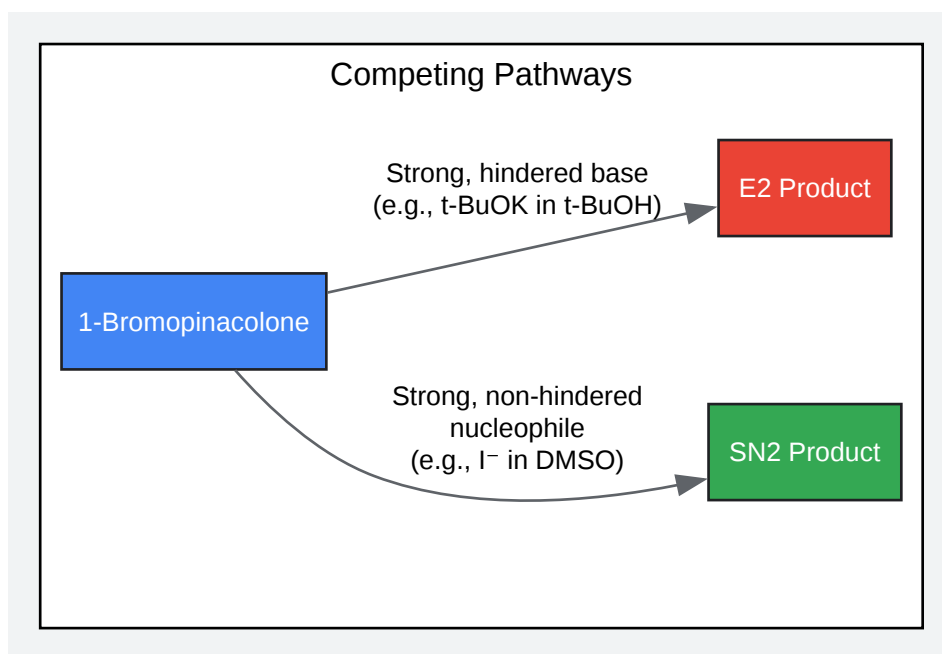 Competing Pathways
Strong, hindered base
(e.g., t-BuOK in t-BuOH)
E2 Product
1-Bromopinacolone
Strong, non-hindered
nucleophile
(e.g., I⁻ in DMSO)
SN2 Product